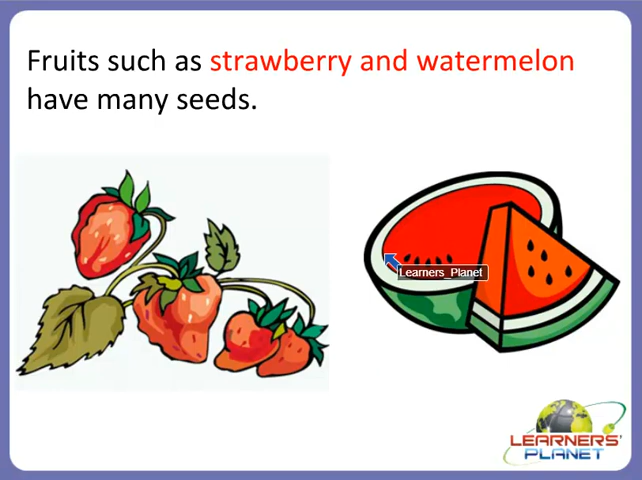 Fruits such as strawberry and watermelon
have many seeds.
Learners_Planet
LEARNERS'
PLANET